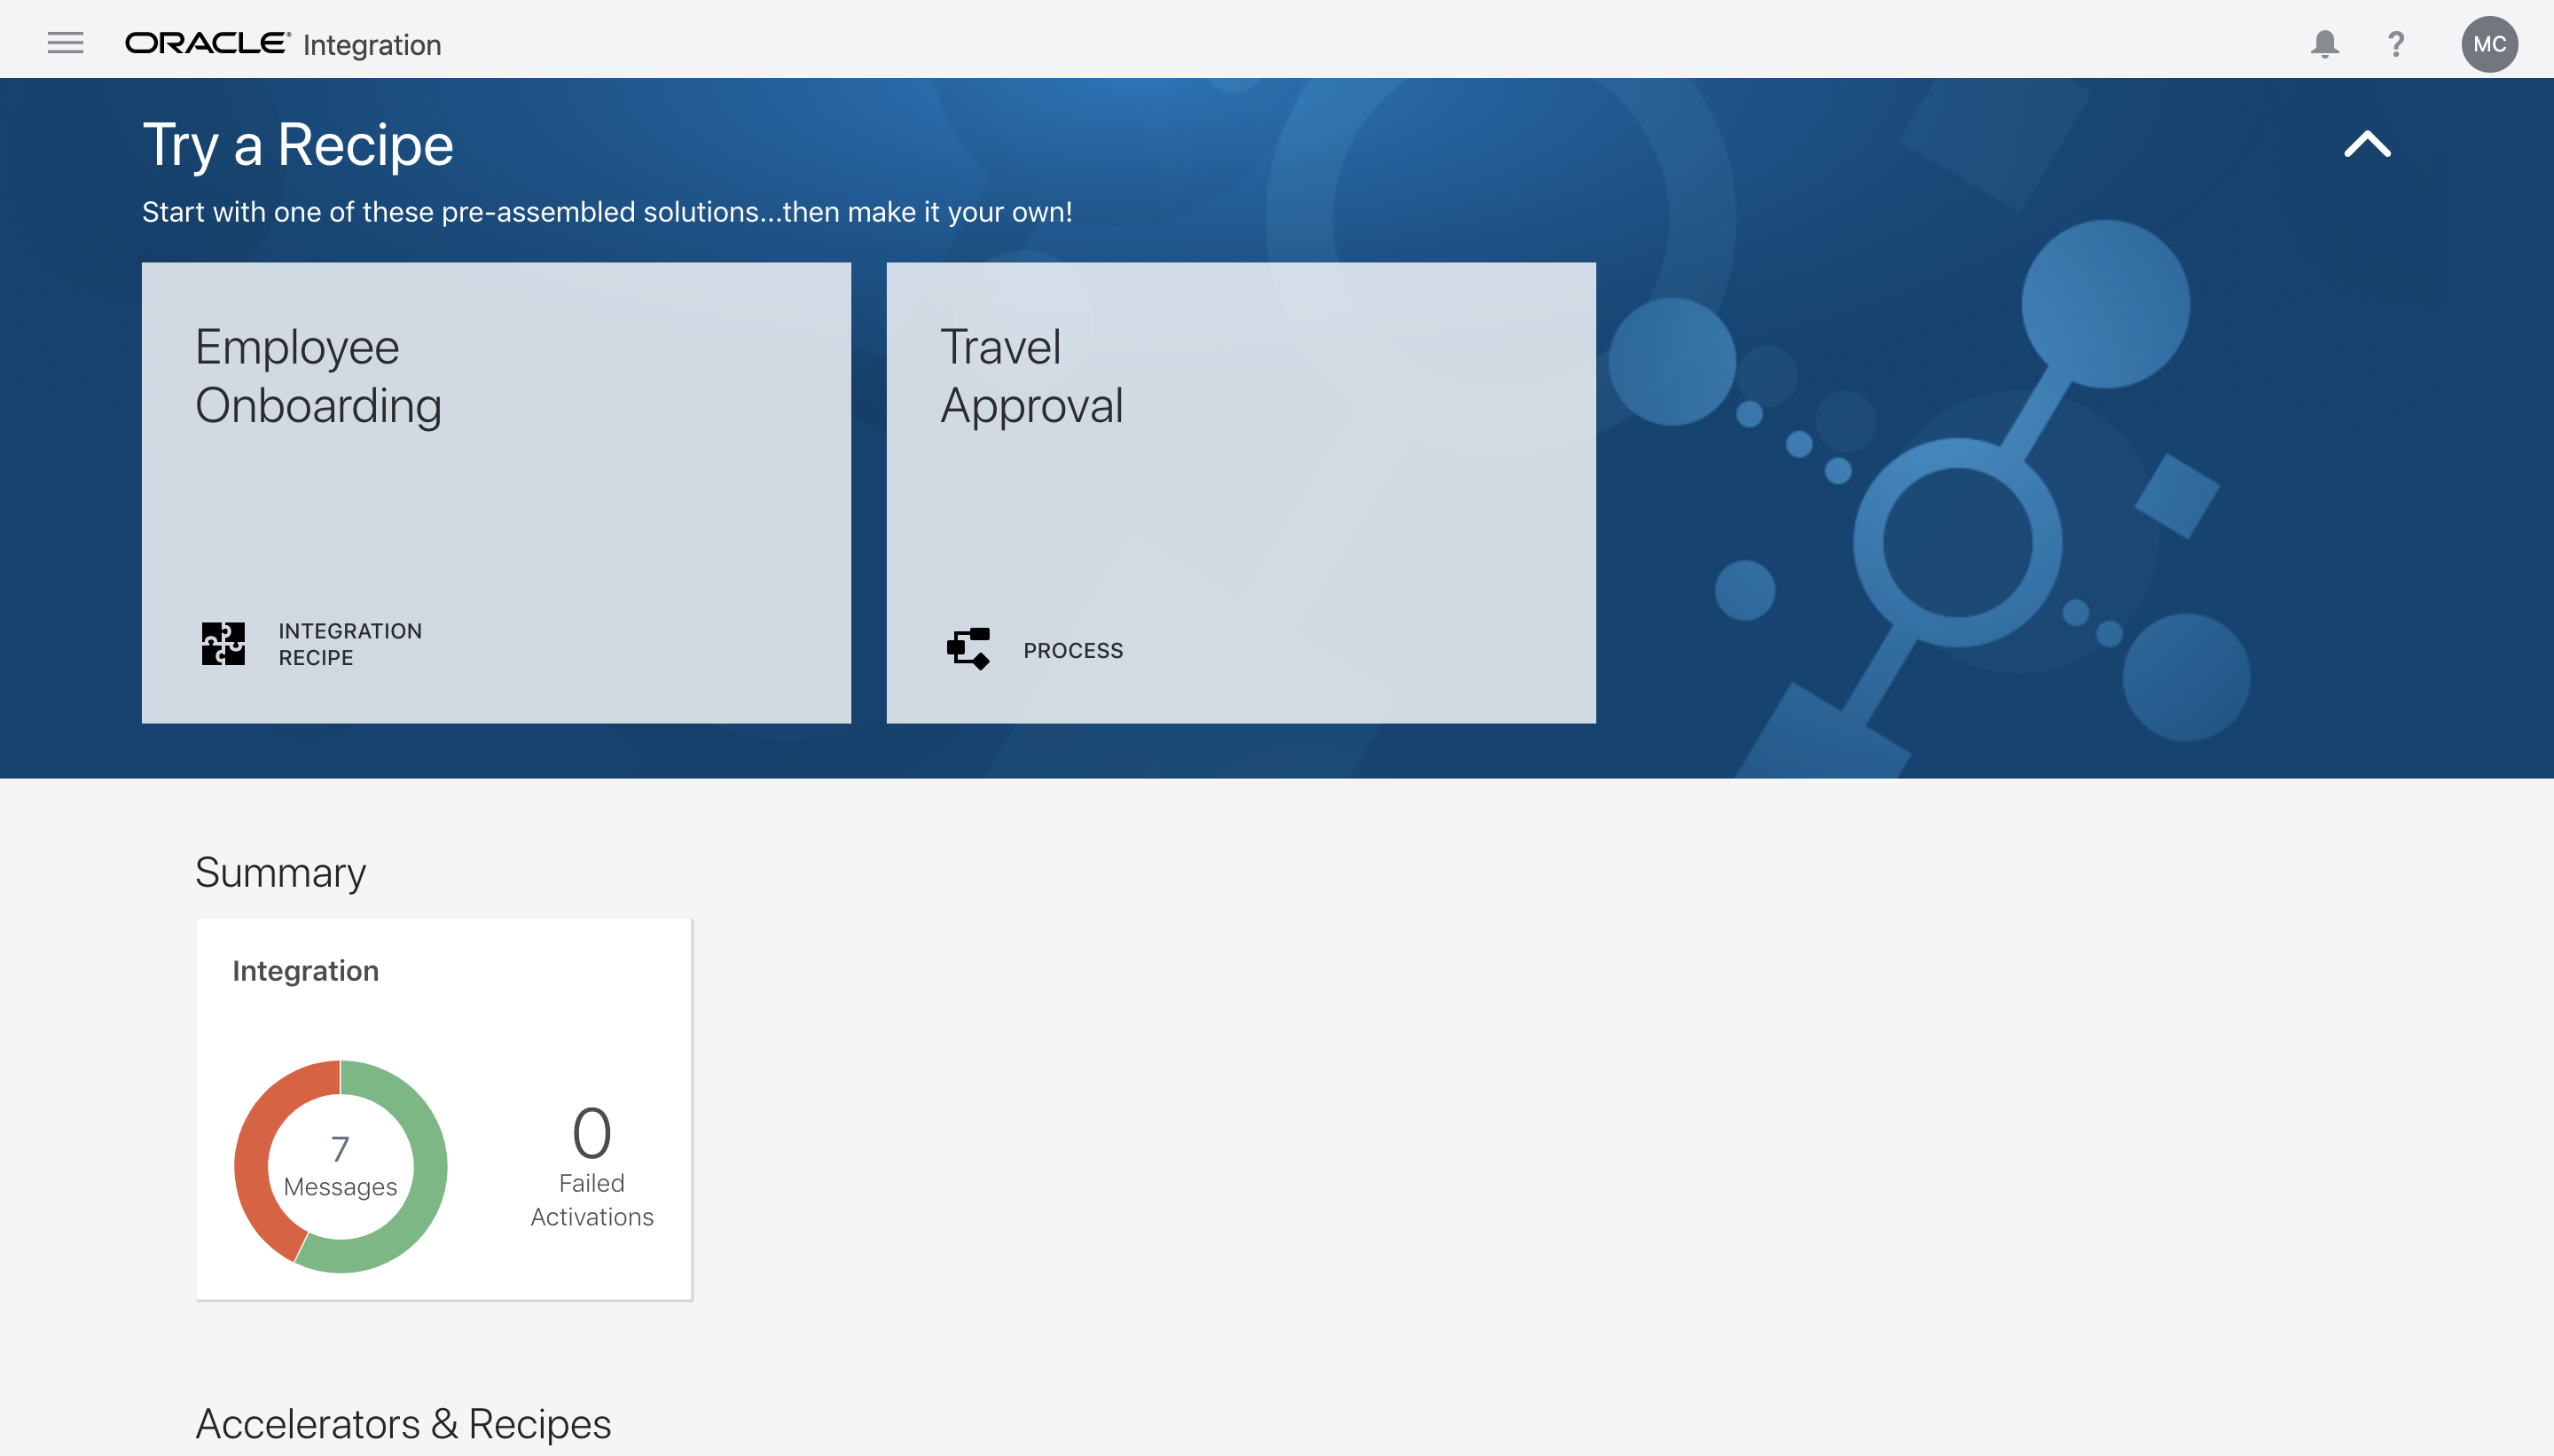 ORACLE® Integration
? MC
Try a Recipe
Start with one of these pre-assembled solutions...then make it your own!
Employee
Onboarding
INTEGRATION
RECIPE
Travel
Approval
PROCESS
Summary
Integration
7
Messages
0
Failed
Activations
Accelerators & Recipes